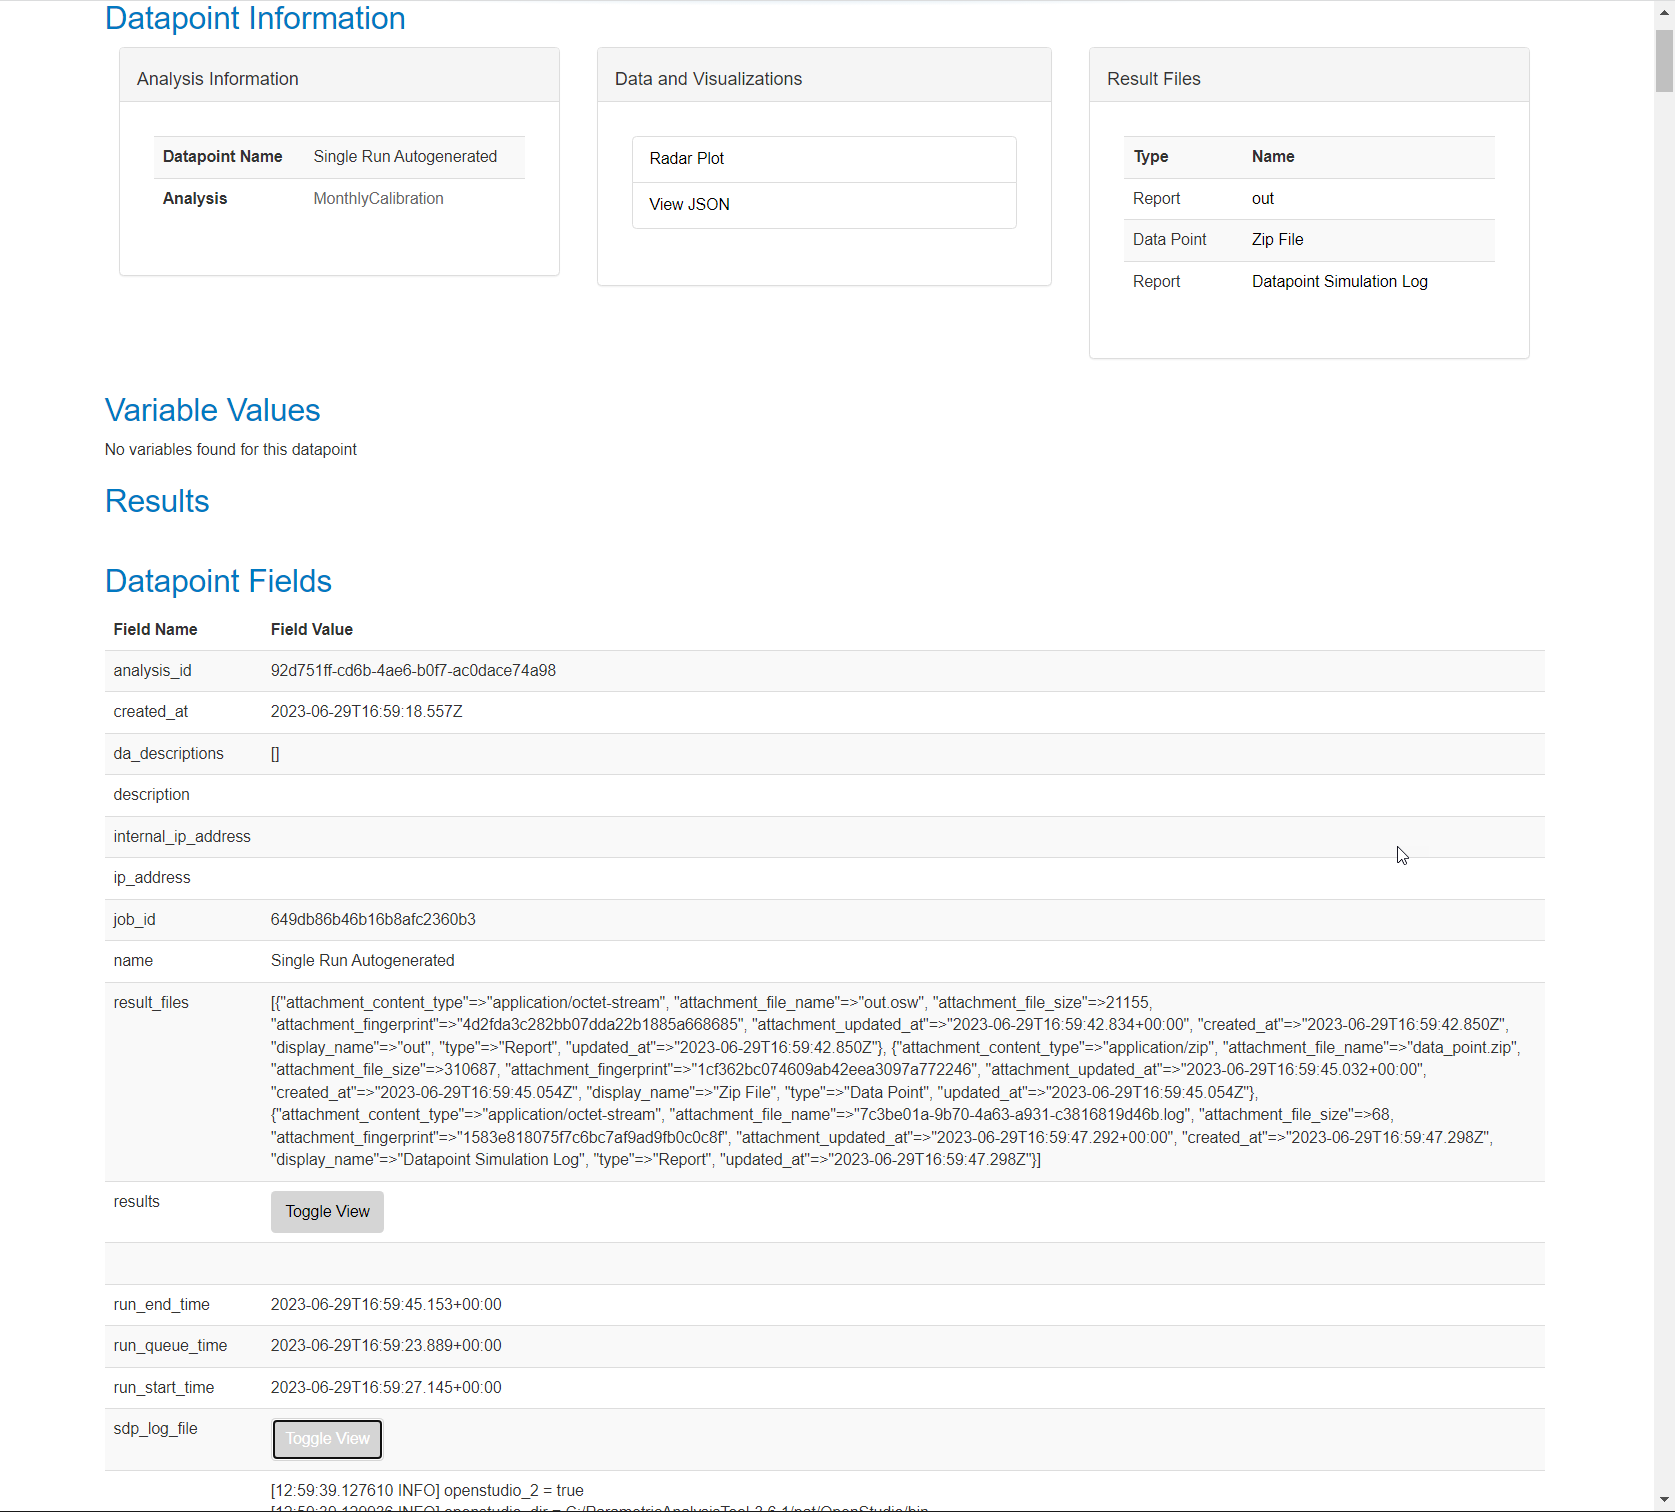 Datapoint Information
Analysis Information
Datapoint Name Single Run Autogenerated
Analysis MonthlyCalibration
Data and Visualizations
Radar Plot
View JSON
Result Files
Type Name
Report out
Data Point Zip File
Report Datapoint Simulation Log
Variable Values
No variables found for this datapoint
Results
Datapoint Fields
Field Name Field Value
analysis_id 92d751ff-cd6b-4ae6-b0f7-ac0dace74a98
created_at 2023-06-29T16:59:18.557Z
da_descriptions []
description
internal_ip_address
ip_address
job_id 649db86b46b16b8afc2360b3
name Single Run Autogenerated
result_files [{"attachment_content_type"=>"application/octet-stream", "attachment_file_name"=>"out.osw", "attachment_file_size"=>21155,
"attachment_fingerprint"=>"4d2fda3c282bb07dda22b1885a668685", "attachment_updated_at"=>"2023-06-29T16:59:42.834+00:00", "created_at"=>"2023-06-29T16:59:42.850Z",
"display_name"=>"out", "type"=>"Report", "updated_at"=>"2023-06-29T16:59:42.850Z"}, {"attachment_content_type"=>"application/zip", "attachment_file_name"=>"data_point.zip",
"attachment_file_size"=>310687, "attachment_fingerprint"=>"1cf362bc074609ab42eea3097a772246", "attachment_updated_at"=>"2023-06-29T16:59:45.032+00:00",
"created_at"=>"2023-06-29T16:59:45.054Z", "display_name"=>"Zip File", "type"=>"Data Point", "updated_at"=>"2023-06-29T16:59:45.054Z"},
{"attachment_content_type"=>"application/octet-stream", "attachment_file_name"=>"7c3be01a-9b70-4a63-a931-c3816819d46b.log", "attachment_file_size"=>68,
"attachment_fingerprint"=>"1583e818075f7c6bc7af9ad9fb0c0c8f", "attachment_updated_at"=>"2023-06-29T16:59:47.292+00:00", "created_at"=>"2023-06-29T16:59:47.298Z",
"display_name"=>"Datapoint Simulation Log", "type"=>"Report", "updated_at"=>"2023-06-29T16:59:47.298Z"}]
results Toggle View
run_end_time 2023-06-29T16:59:45.153+00:00
run_queue_time 2023-06-29T16:59:23.889+00:00
run_start_time 2023-06-29T16:59:27.145+00:00
sdp_log_file Toggle View
[12:59:39.127610 INFO] openstudio_2 = true